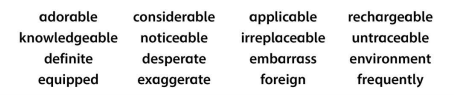 adorable considerable applicable rechargeable
knowledgeable noticeable irreplaceable untraceable
definite desperate embarrass environment
equipped exaggerate foreign frequently